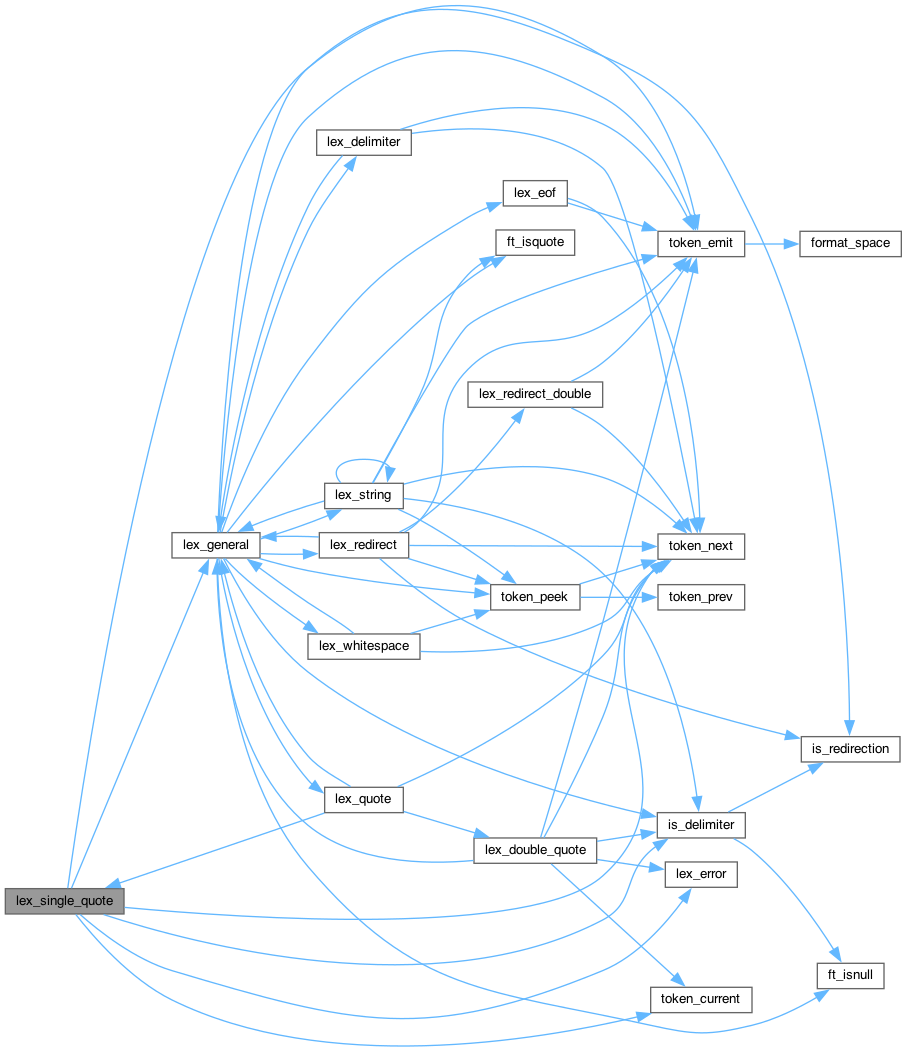 lex_delimiter
lex_eof
ft_isquote
token_emit
format_space
lex_redirect_double
lex_string
lex_general
lex_redirect
token_next
token_peek
token_prev
lex_whitespace
is_redirection
lex_quote
is_delimiter
lex_double_quote
lex_error
lex_single_quote
ft_isnull
token_current